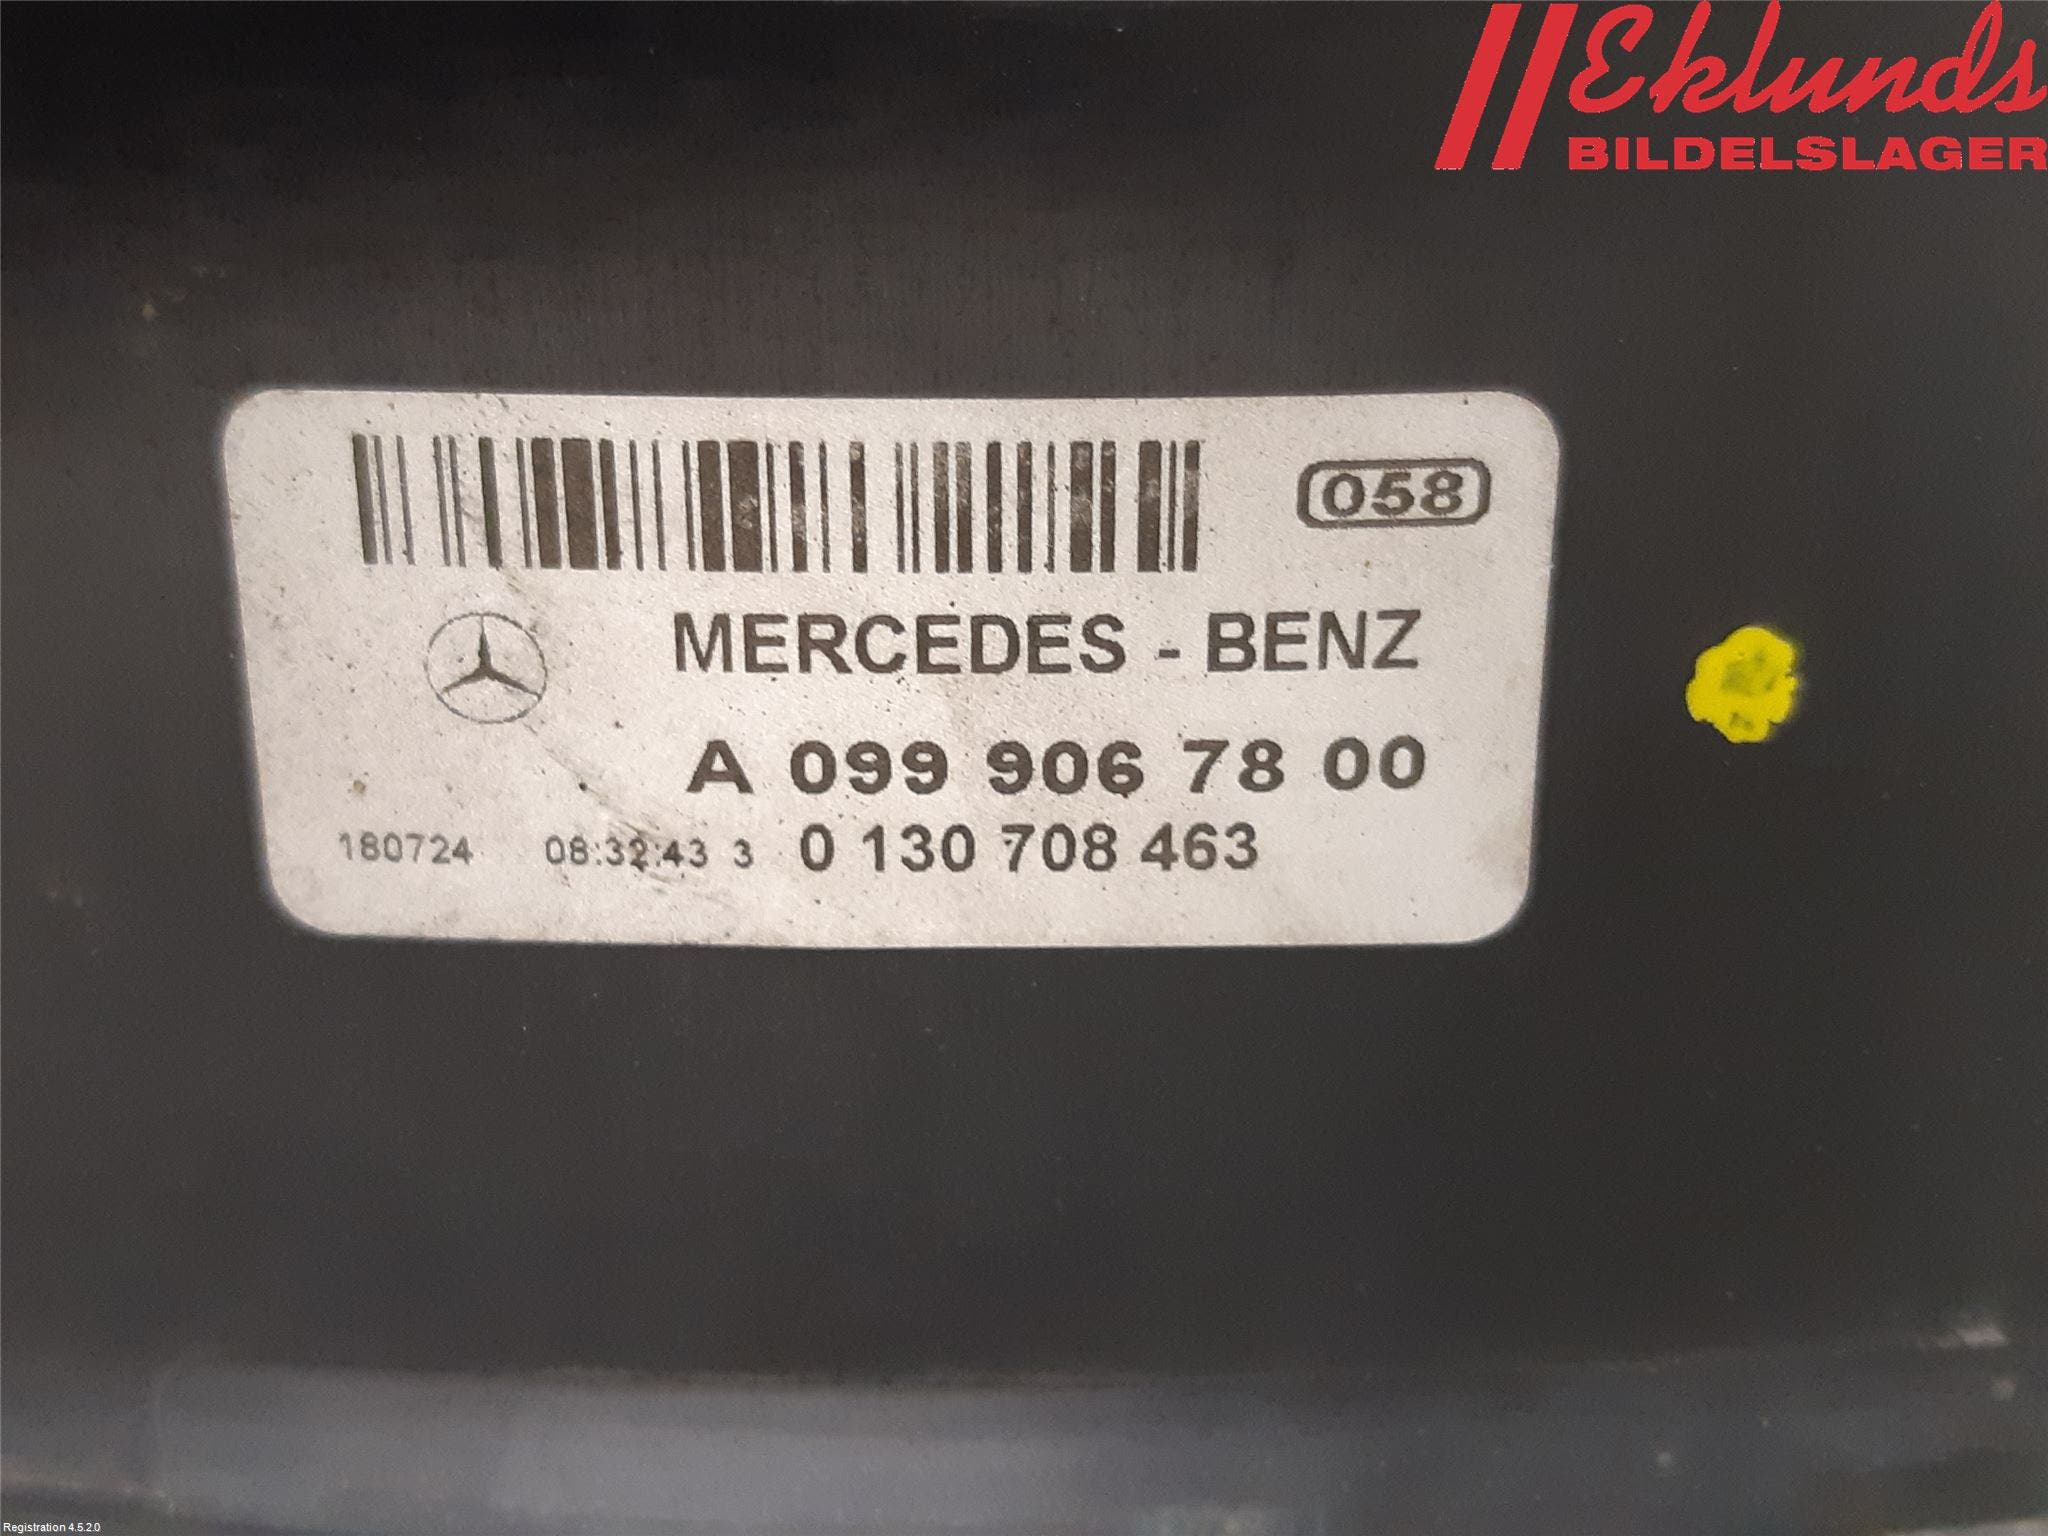 Eklunds
BILDELSLAGER
058
MERCEDES - BENZ
A 099 906 78 00
180724 08:32:43 3 0 130 708 463
Registration 4.5.2.0